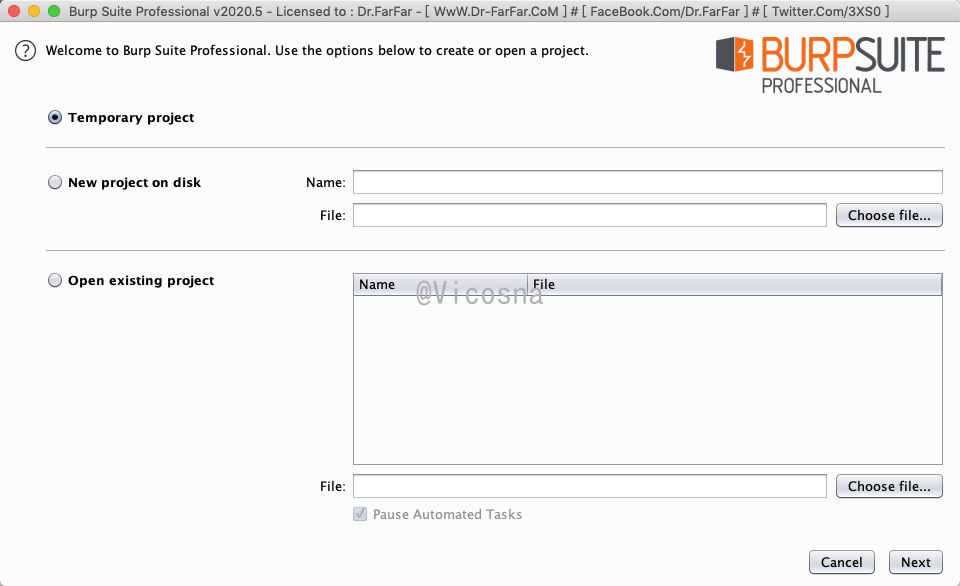 Burp Suite Professional v2020.5 - Licensed to : Dr.FarFar - [ WwW.Dr-FarFar.CoM ] # [ FaceBook.Com/Dr.FarFar ] # [ Twitter.Com/3XS0 ]
? Welcome to Burp Suite Professional. Use the options below to create or open a project.
BURPSUITE
PROFESSIONAL
Temporary project
New project on disk
Name:
File:
Choose file...
Open existing project
Name
File
@Vicosna
File:
Choose file...
Pause Automated Tasks
Cancel
Next